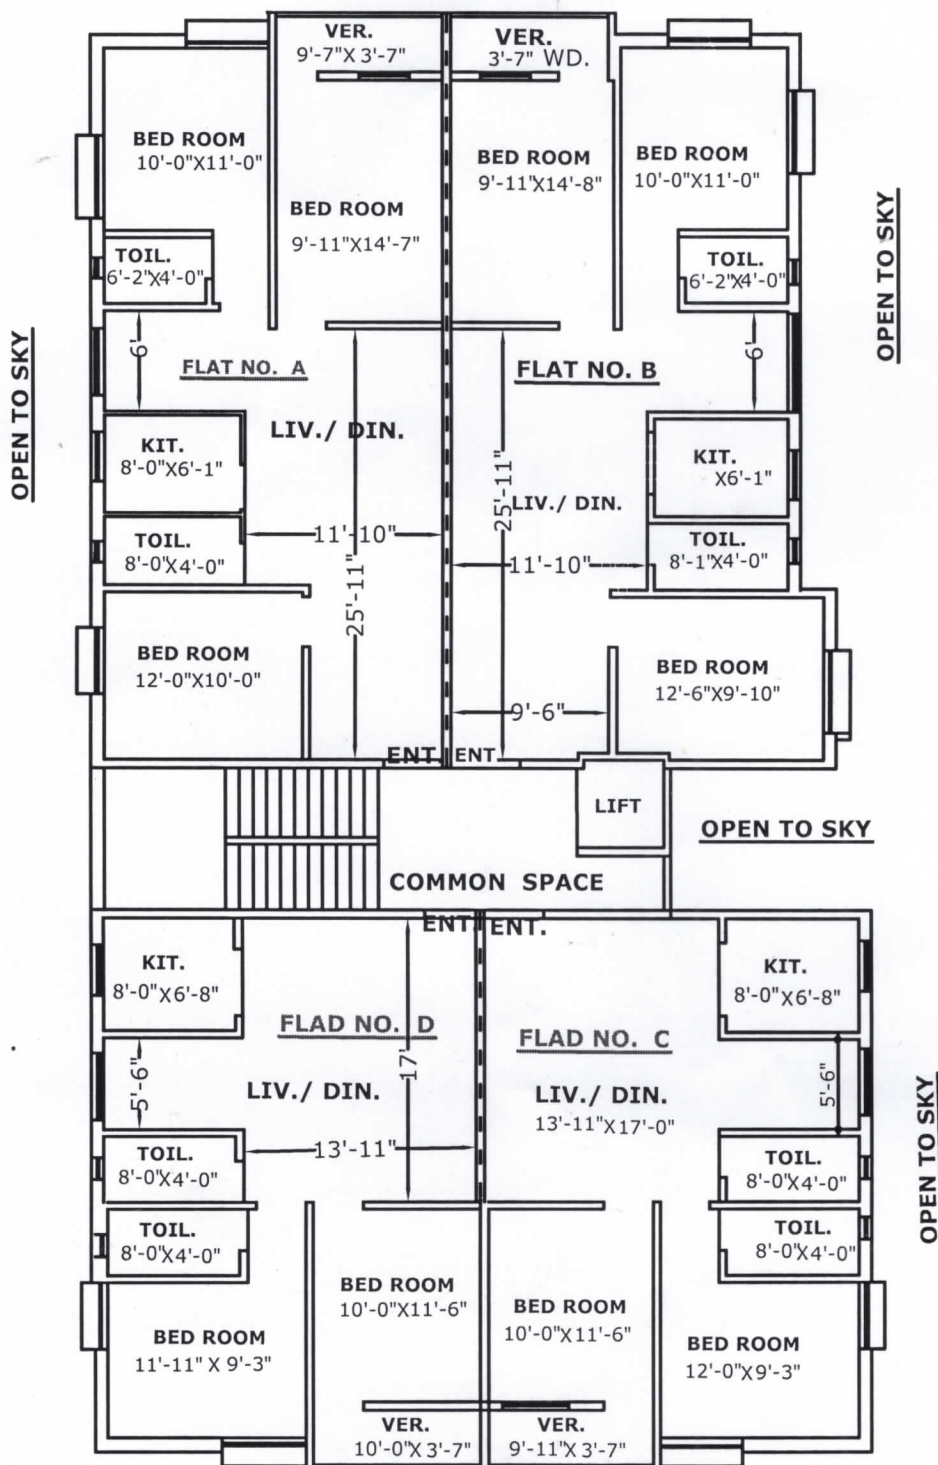 VER.
9'-7"X 3'-7"
VER.
3'-7" WD.
BED ROOM
10'-0"X11'-0"
BED ROOM
9'-11"X14'-7"
BED ROOM
9'-11"X14'-8"
BED ROOM
10'-0"X11'-0"
TOIL.
6'-2"X4'-0"
TOIL.
6'-2"X4'-0"
OPEN TO SKY
OPEN TO SKY
6'
FLAT NO. A
FLAT NO. B
6'
KIT.
8'-0"X6'-1"
LIV./ DIN.
25'-11"
LIV./ DIN.
25'-11"
KIT.
X6'-1"
TOIL.
8'-0"X4'-0"
11'-10"
11'-10"
TOIL.
8'-1"X4'-0"
BED ROOM
12'-0"X10'-0"
BED ROOM
12'-6"X9'-10"
9'-6"
ENT.
ENT
LIFT
OPEN TO SKY
COMMON SPACE
ENT.
ENT.
KIT.
8'-0"X6'-8"
KIT.
8'-0"X6'-8"
FLAD NO. D
FLAD NO. C
17'
5'-6"
LIV./ DIN.
LIV./ DIN.
13'-11"X17'-0"
5'-6"
OPEN TO SKY
TOIL.
8'-0"X4'-0"
13'-11"
TOIL.
8'-0"X4'-0"
TOIL.
8'-0"X4'-0"
TOIL.
8'-0"X4'-0"
BED ROOM
10'-0"X11'-6"
BED ROOM
10'-0"X11'-6"
BED ROOM
11'-11" X 9'-3"
BED ROOM
12'-0"X9'-3"
VER.
10'-0"X 3'-7"
VER.
9'-11"X 3'-7"